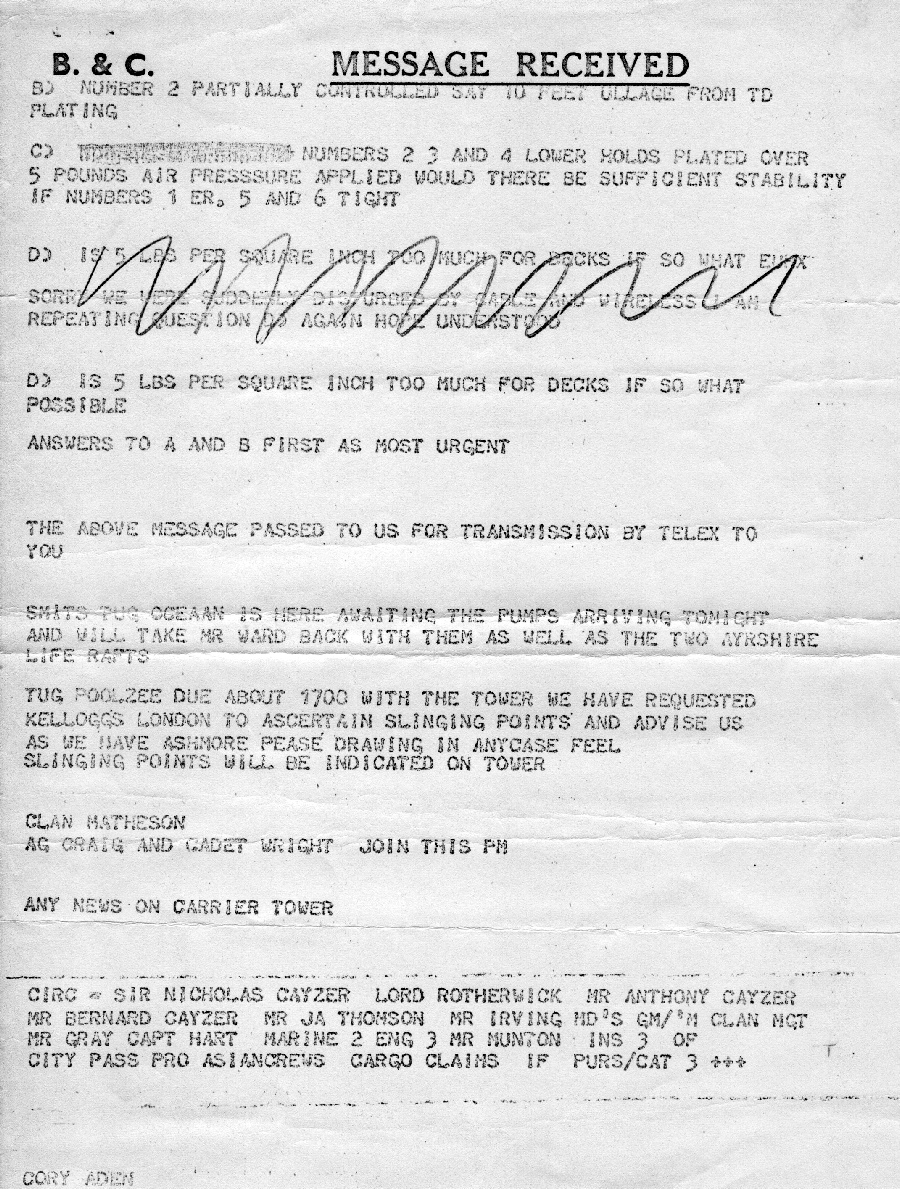 B. & C. MESSAGE RECEIVED
B) NUMBER 2 PARTIALLY CONTROLLED SAY 10 FEET ULLAGE FROM TD
PLATING
C) NUMBERS 2 3 AND 4 LOWER HOLDS PLATED OVER
5 POUNDS AIR PRESSSURE APPLIED WOULD THERE BE SUFFICIENT STABILITY
IF NUMBERS 1 ER. 5 AND 6 TIGHT
D) IS 5 LBS PER SQUARE INCH TOO MUCH FOR DECKS IF SO WHAT
SORRY WE WERE SUDDENLY DISTURBED BY CABLE AND WIRELESS I AM
REPEATING QUESTION D) AGAIN HOPE UNDERSTOOD
D) IS 5 LBS PER SQUARE INCH TOO MUCH FOR DECKS IF SO WHAT
POSSIBLE
ANSWERS TO A AND B FIRST AS MOST URGENT
THE ABOVE MESSAGE PASSED TO US FOR TRANSMISSION BY TELEX TO
YOU
SMITS TUG OCEAAN IS HERE AWAITING THE PUMPS ARRIVING TONIGHT
AND WILL TAKE MR WARD BACK WITH THEM AS WELL AS THE TWO AYRSHIRE
LIFE RAFTS
TUG POOLZEE DUE ABOUT 1700 WITH THE TOWER WE HAVE REQUESTED
KELLOGGS LONDON TO ASCERTAIN SLINGING POINTS AND ADVISE US
AS WE HAVE ASHMORE PEASE DRAWING IN ANYCASE FEEL
SLINGING POINTS WILL BE INDICATED ON TOWER
CLAN MATHESON
AG CRAIG AND CADET WRIGHT JOIN THIS PM
ANY NEWS ON CARRIER TOWER
CIRC = SIR NICHOLAS CAYZER LORD ROTHERWICK MR ANTHONY CAYZER
MR BERNARD CAYZER MR JA THOMSON MR IRVING MD'S GM/'M CLAN MGT
MR GRAY CAPT HART MARINE 2 ENG 3 MR MUNTON INS 3 OF
CITY PASS PRO ASIANCREWS CARGO CLAIMS IF PURS/CAT 3 +++
CORY ADEN